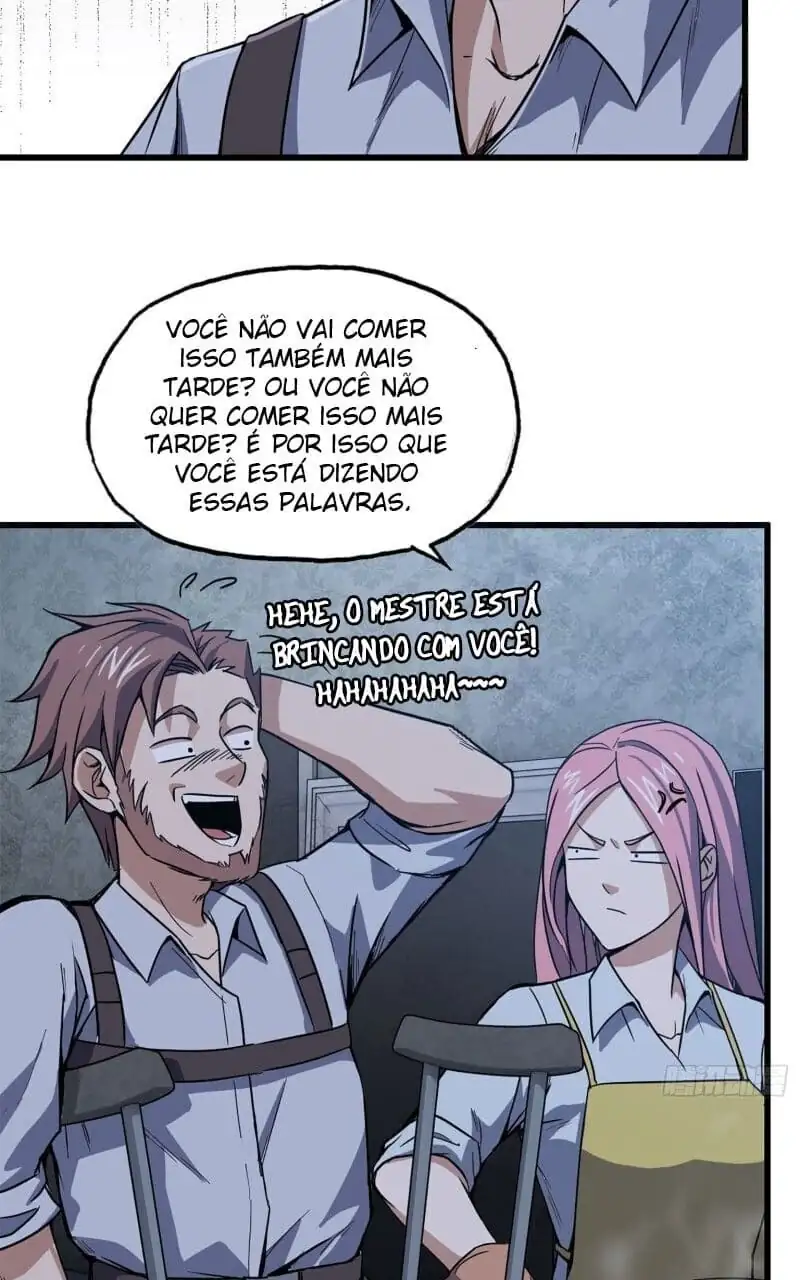 VOCÊ NÃO VAI COMER
ISSO TAMBÉM MAIS
TARDE? OU VOCÊ NÃO
QUER COMER ISSO MAIS
TARDE? É POR ISSO QUE
VOCÊ ESTÁ DIZENDO
ESSAS PALAVRAS.
HEHE, O MESTRE ESTÁ
BRINCANDO COM VOCÊ!
HAHAHAHAHA~~~